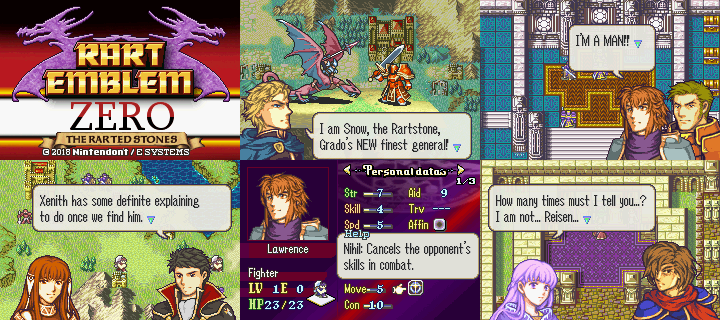 RART
EMBLEM
ZERO
THE RARTED STONES
© 2018 Nintendon't / E SYSTEMS
I am Snow, the Rartstone,
Grado's NEW finest general!
I'M A MAN!!
Xenith has some definite explaining
to do once we find him.
Personal data
1/3
Str 7 Aid 9
Skill 4 Trv ---
Spd 5 Affin
Help
Nihil: Cancels the opponent's
skills in combat.
Lawrence
Fighter
LV 1 E 0
HP 23/23
Move 5
Con 10
How many times must I tell you...?
I am not... Reisen...